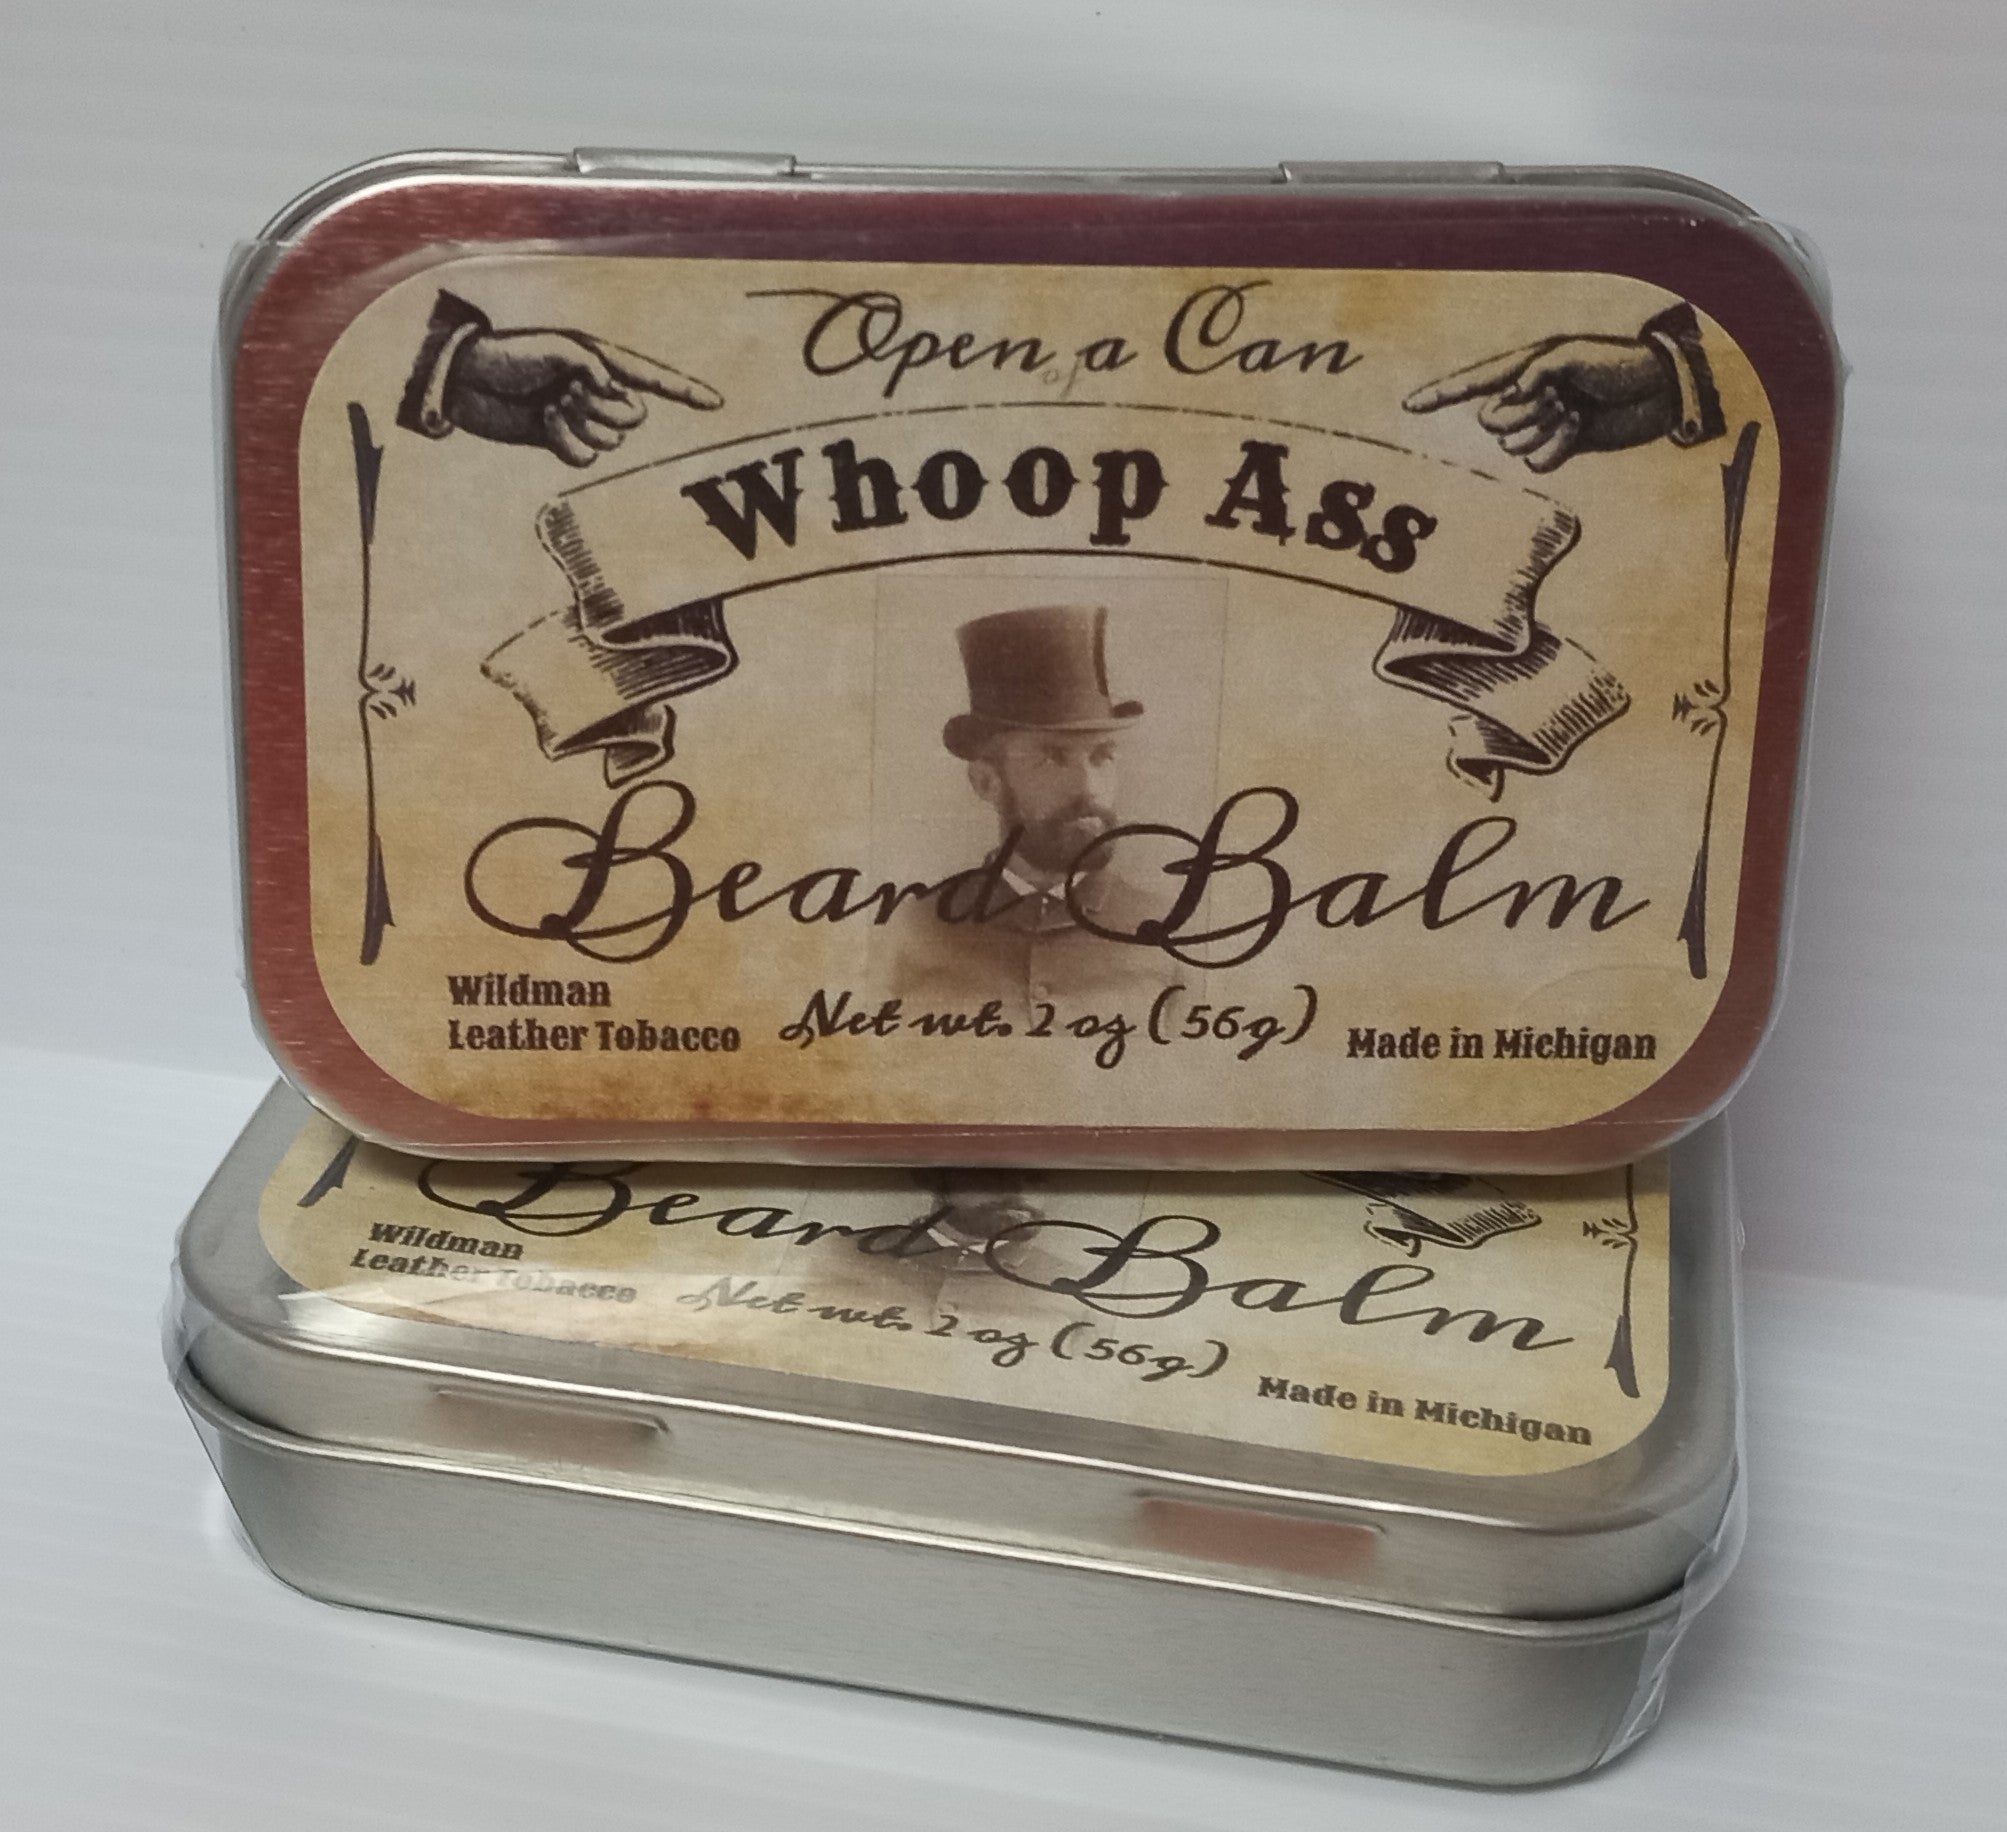 Open a Can
of
Whoop Ass
Beard Balm
Wildman
Leather Tobacco
Net wt. 2 oz (56g)
Made in Michigan
Beard Balm
Wildman
Leather Tobacco
Net wt. 2 oz (56g)
Made in Michigan